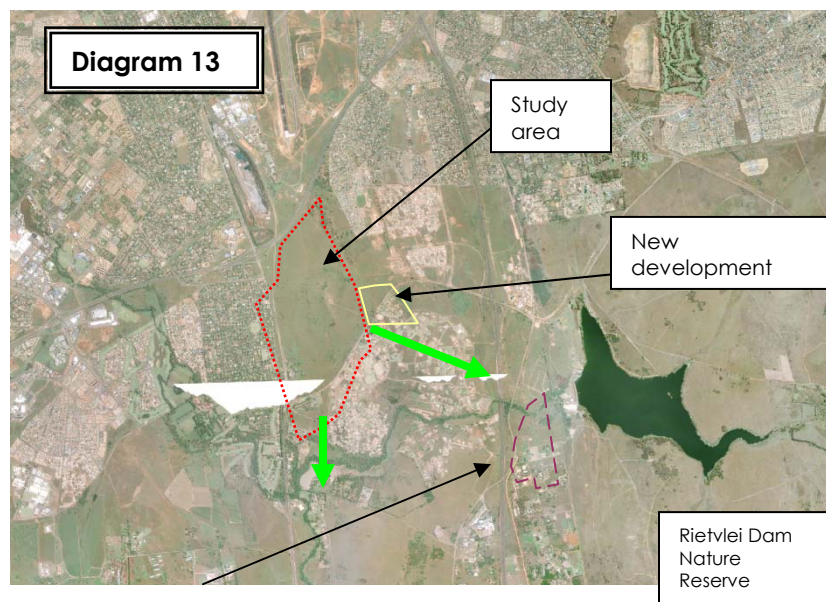 Diagram 13
Study
area
New
development
Rietvlei Dam
Nature
Reserve